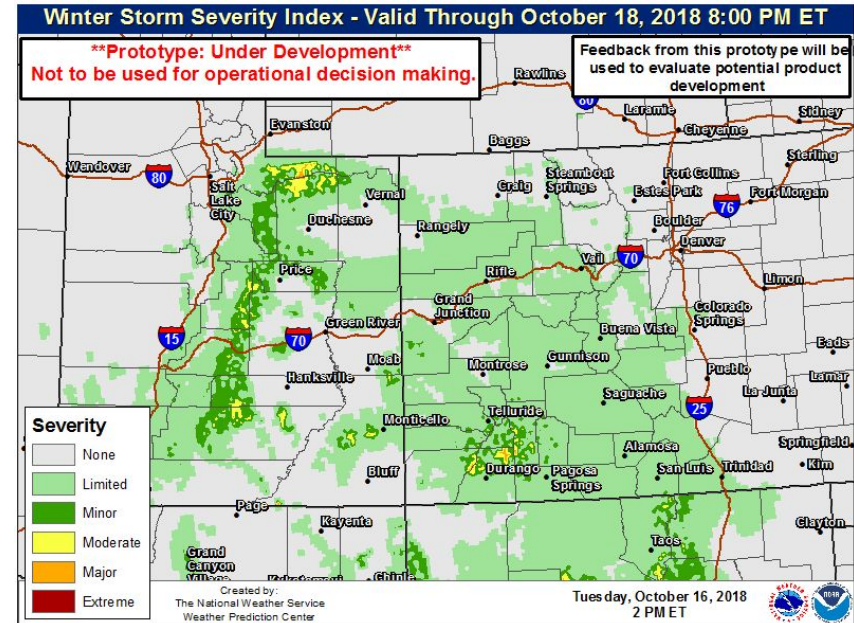 Winter Storm Severity Index - Valid Through October 18, 2018 8:00 PM ET
**Prototype: Under Development**
Not to be used for operational decision making.
Feedback from this prototype will be
used to evaluate potential product
development
Rawlins
80
Laramie
Sidney
Evanston
Cheyenne
Baggs
Sterling
Wendover
80
Salt
Lake
City
Vernal
Craig
Steamboat
Springs
Fort Collins
Estes Park
Fort Morgan
76
Duchesne
Rangely
Boulder
Denver
Vail
70
Price
Rifle
Limon
Grand
Junction
Green River
Colorado
Springs
15
70
Buena Vista
Moab
Montrose
Gunnison
Eads
Hanksville
Pueblo
Lamar
Saguache
La Junta
25
Monticello
Telluride
Alamosa
Springfield
Bluff
Durango
Pagosa
Springs
San Luis
Trinidad
Kim
Page
Kayenta
Clayton
Taos
Grand
Canyon
Chinle
Severity
None
Limited
Minor
Moderate
Major
Extreme
Created by:
The National Weather Service
Weather Prediction Center
Tuesday, October 16, 2018
2 PM ET
NOAA